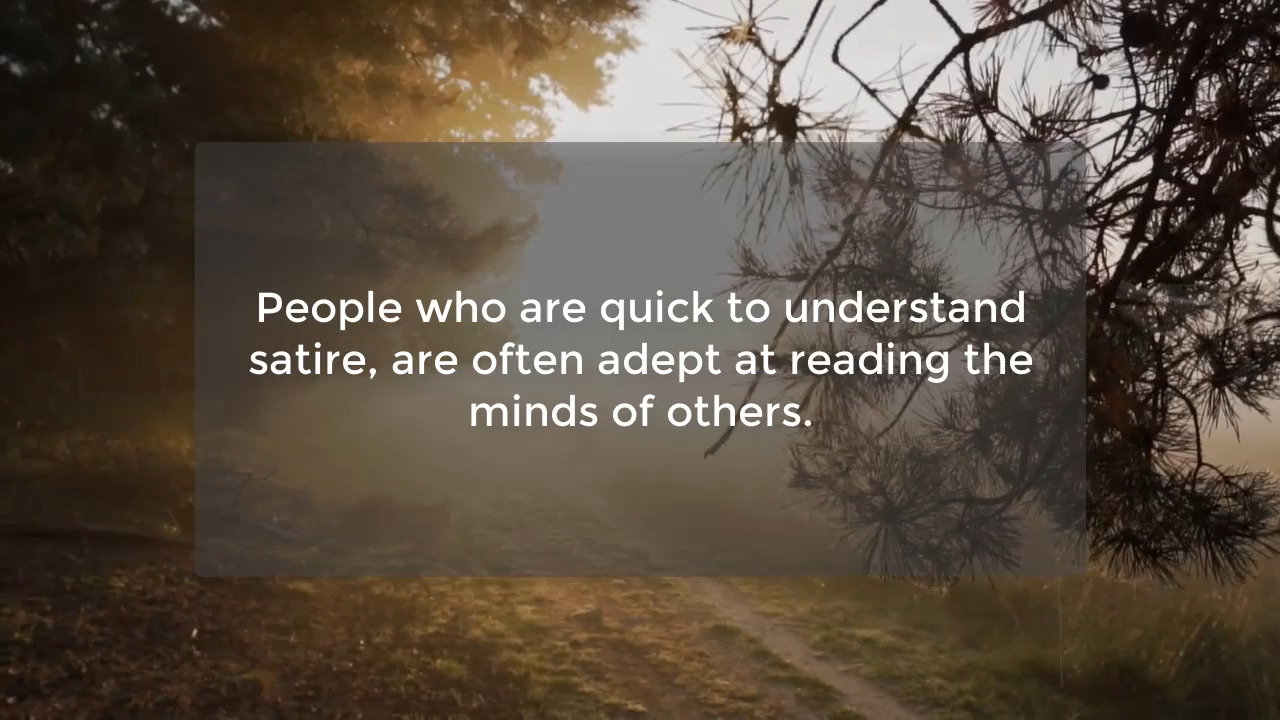 People who are quick to understand
satire, are often adept at reading the
minds of others.